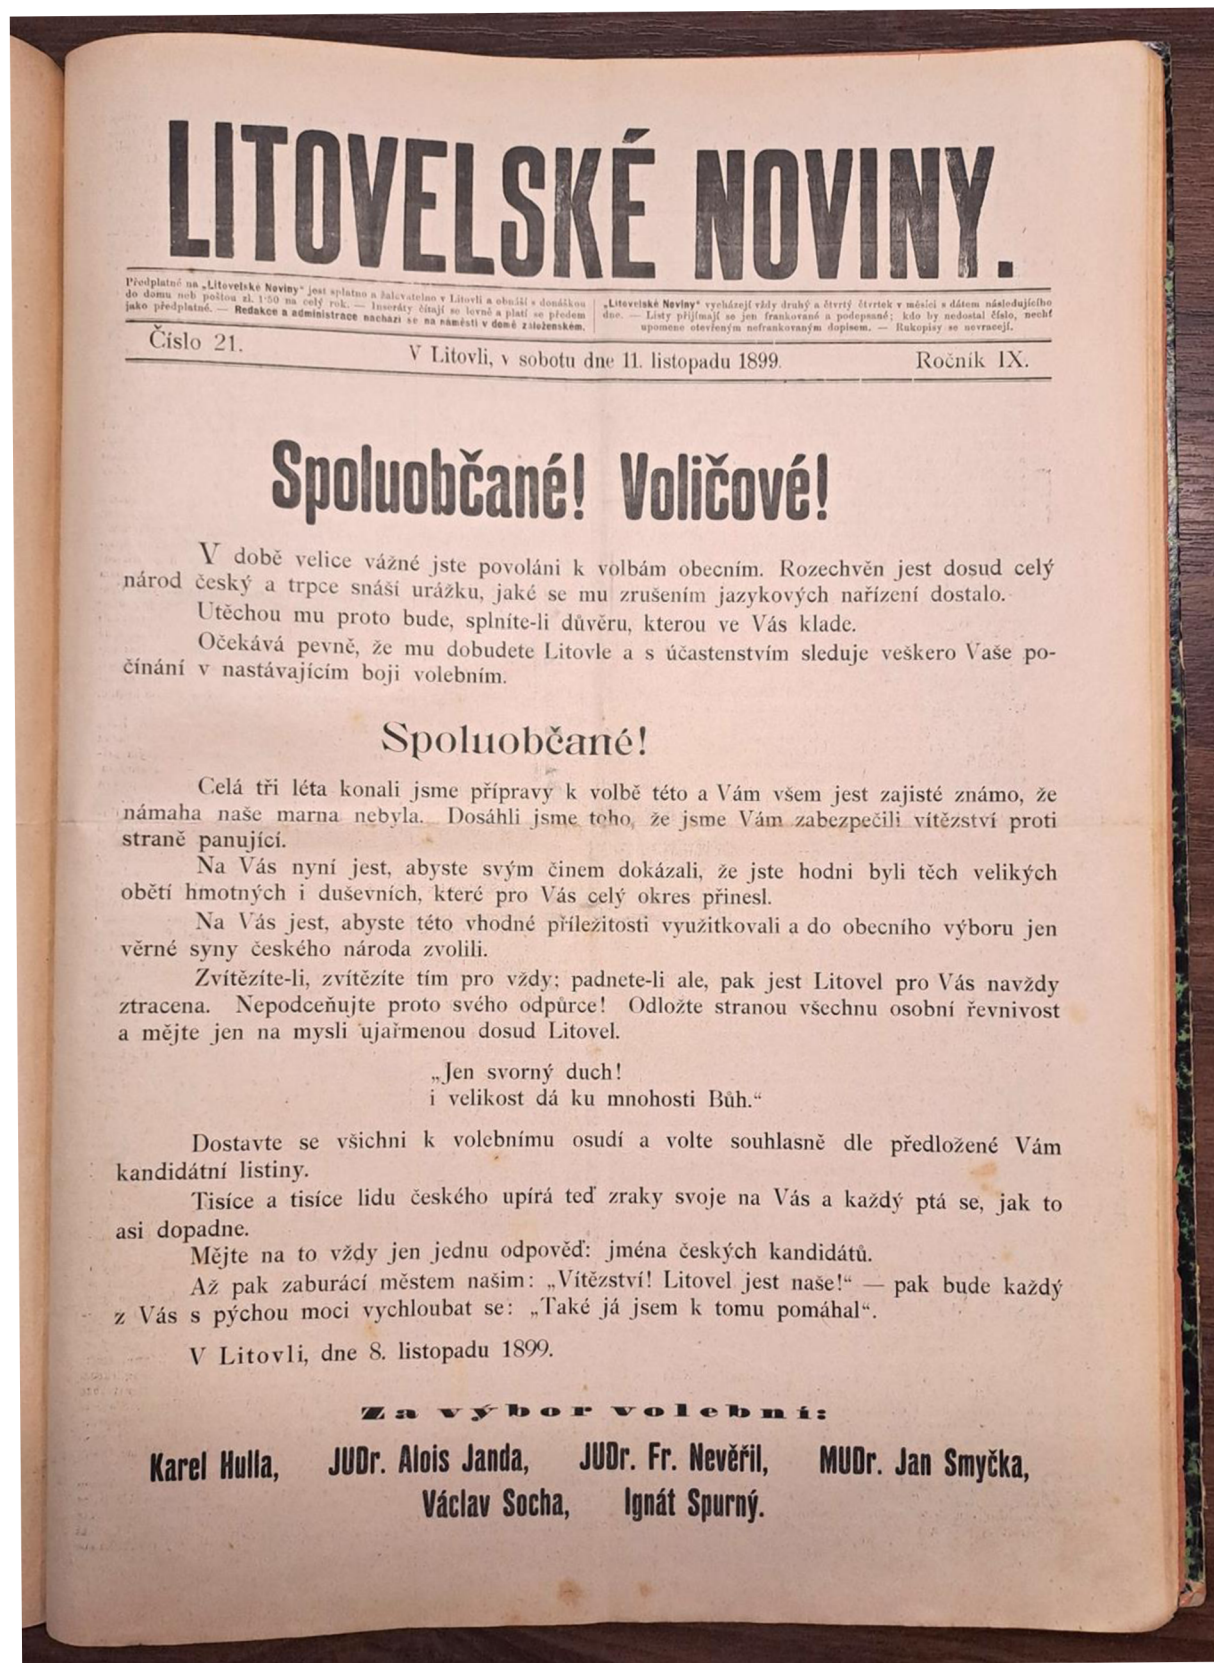 LITOVELSKÉ NOVINY.
Předplatné na „Litovelské Noviny“ jest splatno a žalovatelno v Litovli a obnáší s donáškou
do domu neb poštou zl. 1·50 na celý rok. — Inseráty čítají se levně a platí se předem
jako předplatné. — Redakce a administrace nachází se na náměstí v domě záloženském.
„Litovelské Noviny“ vycházejí vždy druhý a čtvrtý čtvrtek v měsíci s dátem následujícího
dne. — Listy přijímají se jen frankované a podepsané; kdo by nedostal číslo, nechť
upomene otevřeným nefrankovaným dopisem. — Rukopisy se nevracejí.
Číslo 21.
V Litovli, v sobotu dne 11. listopadu 1899.
Ročník IX.
Spoluobčané! Voličové!
V době velice vážné jste povoláni k volbám obecním. Rozechvěn jest dosud celý
národ český a trpce snáší urážku, jaké se mu zrušením jazykových nařízení dostalo.
Útěchou mu proto bude, splníte-li důvěru, kterou ve Vás klade.
Očekává pevně, že mu dobudete Litovle a s účastenstvím sleduje veškero Vaše po-
čínání v nastávajícím boji volebním.
Spoluobčané!
Celá tři léta konali jsme přípravy k volbě této a Vám všem jest zajisté známo, že
námaha naše marna nebyla. Dosáhli jsme toho, že jsme Vám zabezpečili vítězství proti
straně panující.
Na Vás nyní jest, abyste svým činem dokázali, že jste hodni byli těch velikých
obětí hmotných i duševních, které pro Vás celý okres přinesl.
Na Vás jest, abyste této vhodné příležitosti využitkovali a do obecního výboru jen
věrné syny českého národa zvolili.
Zvítězíte-li, zvítězíte tím pro vždy; padnete-li ale, pak jest Litovel pro Vás navždy
ztracena. Nepodceňujte proto svého odpůrce! Odložte stranou všechnu osobní řevnivost
a mějte jen na mysli ujařmenou dosud Litovel.
„Jen svorný duch!
i velikost dá ku mnohosti Bůh.“
Dostavte se všichni k volebnímu osudí a volte souhlasně dle předložené Vám
kandidátní listiny.
Tisíce a tisíce lidu českého upírá teď zraky svoje na Vás a každý ptá se, jak to
asi dopadne.
Mějte na to vždy jen jednu odpověď: jména českých kandidátů.
Až pak zaburácí městem našim: „Vítězství! Litovel jest naše!“ — pak bude každý
z Vás s pýchou moci vychloubat se: „Také já jsem k tomu pomáhal“.
V Litovli, dne 8. listopadu 1899.
Za výbor volební:
Karel Hulla, JUDr. Alois Janda, JUDr. Fr. Nevěřil, MUDr. Jan Smyčka,
Václav Socha, Ignát Spurný.